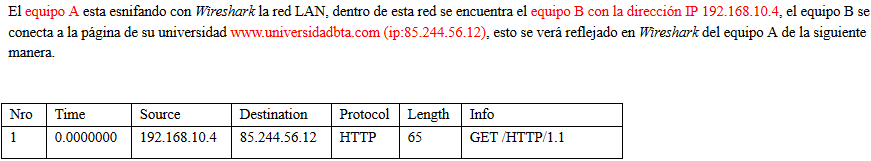 El equipo A esta esnifando con Wireshark la red LAN, dentro de esta red se encuentra el equipo B con la dirección IP 192.168.10.4, el equipo B se
conecta a la página de su universidad www.universidadbta.com (ip:85.244.56.12), esto se verá reflejado en Wireshark del equipo A de la siguiente
manera.
Nro Time Source Destination Protocol Length Info
1 0.0000000 192.168.10.4 85.244.56.12 HTTP 65 GET /HTTP/1.1